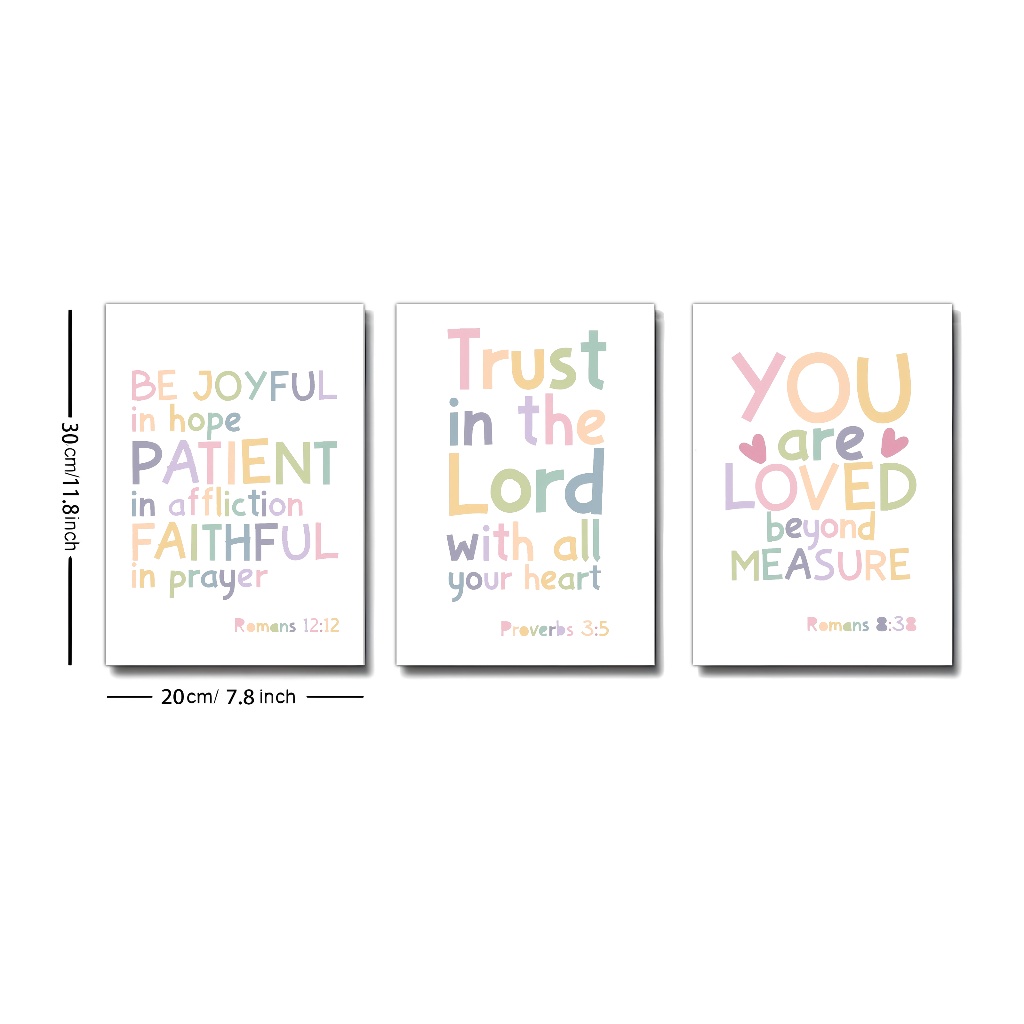 BE JOYFUL
in hope
PATIENT
in affliction
FAITHFUL
in prayer
Romans 12:12
Trust
in the
Lord
with all
your heart
Proverbs 3:5
YOU
are
LOVED
beyond
MEASURE
Romans 8:38
30cm/11.8inch
20cm/ 7.8 inch